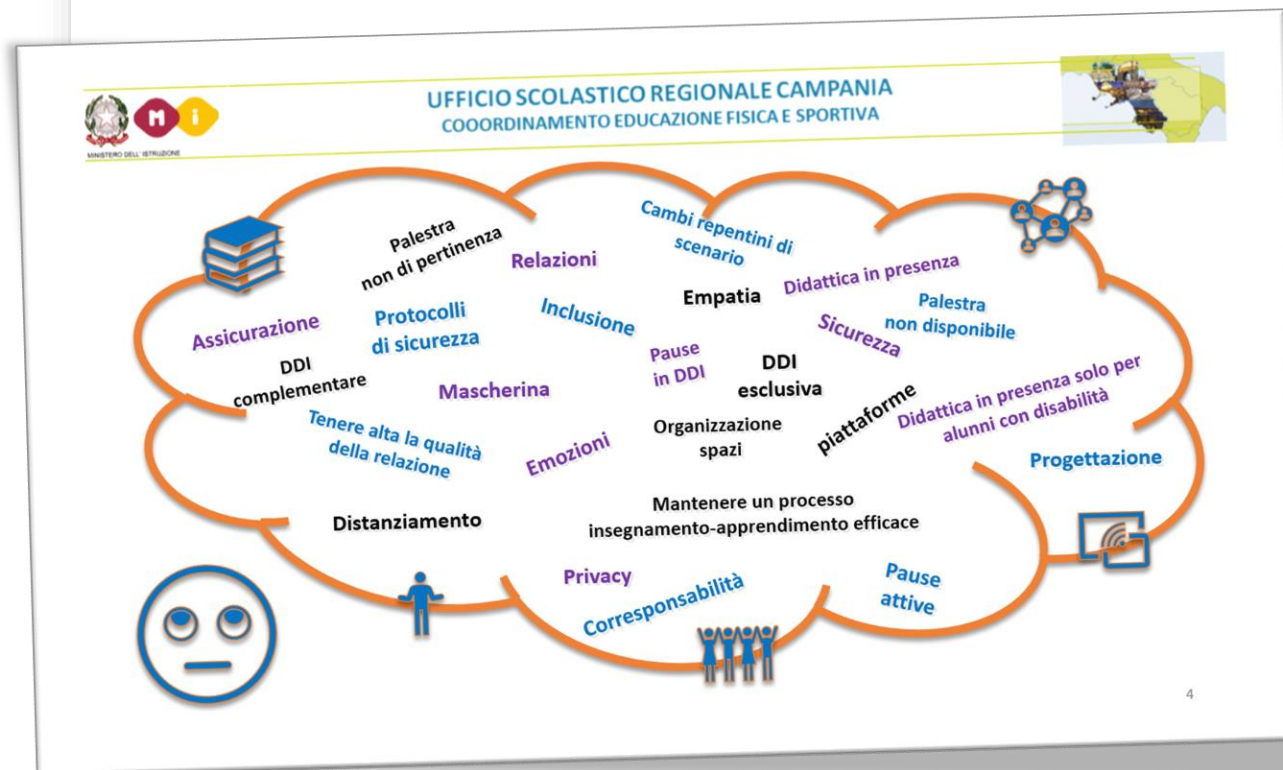 UFFICIO SCOLASTICO REGIONALE CAMPANIA
COOORDINAMENTO EDUCAZIONE FISICA E SPORTIVA
M i
MINISTERO DELL' ISTRUZIONE
Palestra
non di pertinenza
Relazioni
Cambi repentini di
scenario
Empatia
Didattica in presenza
Assicurazione
Protocolli
di sicurezza
Inclusione
Sicurezza
Palestra
non disponibile
DDI
complementare
Mascherina
Pause
in DDI
DDI
esclusiva
piattaforme
Didattica in presenza solo per
alunni con disabilità
Tenere alta la qualità
della relazione
Emozioni
Organizzazione
spazi
Progettazione
Distanziamento
Mantenere un processo
insegnamento-apprendimento efficace
Privacy
Corresponsabilità
Pause
attive
4